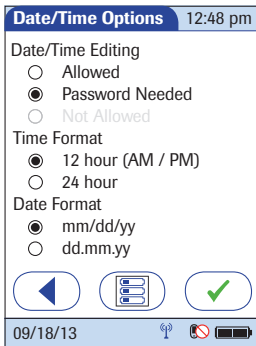 Date/Time Options 12:48 pm
Date/Time Editing
Allowed
Password Needed
Not Allowed
Time Format
12 hour (AM / PM)
24 hour
Date Format
mm/dd/yy
dd.mm.yy
09/18/13